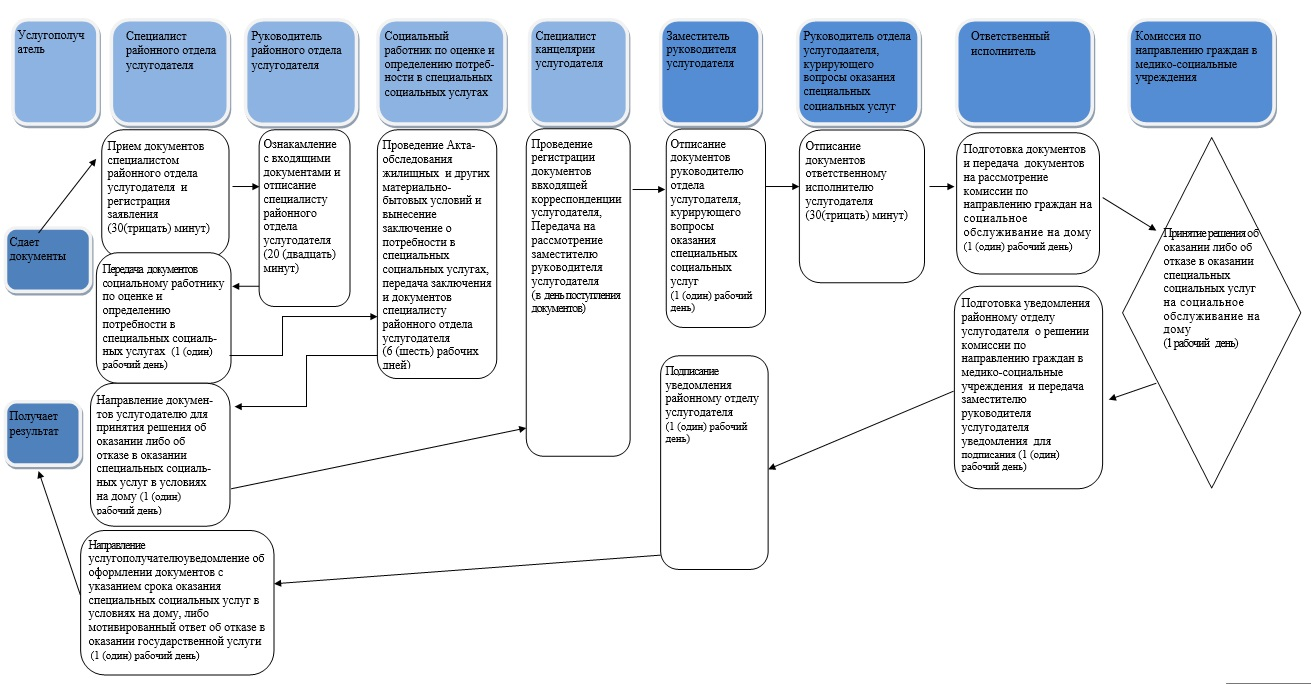 Услугополуч
атель
Специалист
районного отдела
услугодателя
Руководитель
районного отдела
услугодателя
Социальный
работник по оценке и
определению потреб-
ности в специальных
социальных услугах
Специалист
канцелярии
услугодателя
Заместитель
руководителя
услугодателя
Руководитель отдела
услугодаателя,
курирующего
вопросы оказания
специальных
социальных услуг
Ответственный
исполнитель
Комиссия по
направлению граждан в
медико-социальные
учреждения
Сдает
документы
Прием документов
специалистом
районного отдела
услугодателя и
регистрация
заявления
(30(трицать) минут)
Ознакамление
с входящими
документами и
отписание
специалисту
районного
отдела
услугодателя
(20 (двадцать)
минут)
Передача документов
социальному работнику
по оценке и
определению
потребности в
специальных социаль-
ных услугах (1 (один)
рабочий день)
Проведение Акта-
обследования
жилищных и других
материально-
бытовых условий и
вынесение
заключение о
потребности в
специальных
социальных услугах,
передача заключения
и документов
специалисту
районного отдела
услугодателя
(6 (шесть) рабочих
дней)
Направление докумен-
тов услугодателю для
принятия решения об
оказании либо об
отказе в оказании
специальных социаль-
ных услуг в условиях
на дому (1 (один)
рабочий день)
Проведение
регистрации
документов
ввходящей
корреспонденции
услугодателя,
Передача на
рассмотрение
заместителю
руководителя
услугодателя
(в день поступления
документов)
Отписание
документов
руководителю
отдела
услугодателя,
курирующего
вопросы
оказания
специальных
социальных
услуг
(1 (один) рабочий
день)
Отписание
документов
ответственному
исполнителю
услугодателя
(30(трицать) минут)
Подготовка документов
и передача документов
на рассмотрение
комиссии по
направлению граждан на
социальное
обслуживание на дому
(1 (один) рабочий день)
Принятие решения об
оказании либо об
отказе в оказании
специальных
социальных услуг
на социальное
обслуживание на
дому
(1 рабочий день)
Подготовка уведомления
районному отделу
услугодателя о решении
комиссии по
направлению граждан в
медико-социальные
учреждения и передача
заместителю
руководителя
услугодателя
уведомления для
подписания (1 (один)
рабочий день)
Подписание
уведомления
районному отделу
услугодателя
(1 (один) рабочий
день)
Направление
услугополучателюуведомление об
оформлении документов с
указанием срока оказания
специальных социальных услуг в
условиях на дому, либо
мотивированный ответ об отказе в
оказании государственной услуги
(1 (один) рабочий день)
Получает
результат